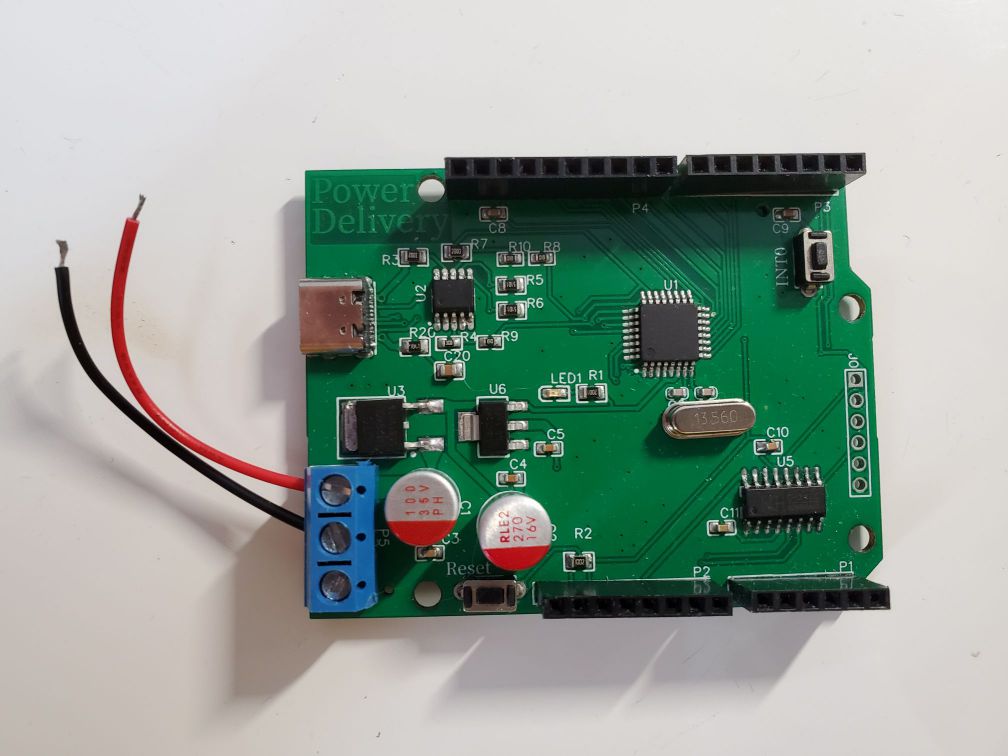 Power
Delivery
U3
100
35V
PH
R20
U2
R3
C3
C20
R4
R7
Reset
RLE2
270
16V
U6
C4
R9
R6
R5
R10
R8
C8
C5
LED1
R1
R2
P4
U1
P2
13560
C11
U5
C10
INT0
C9
P3
P1
J0